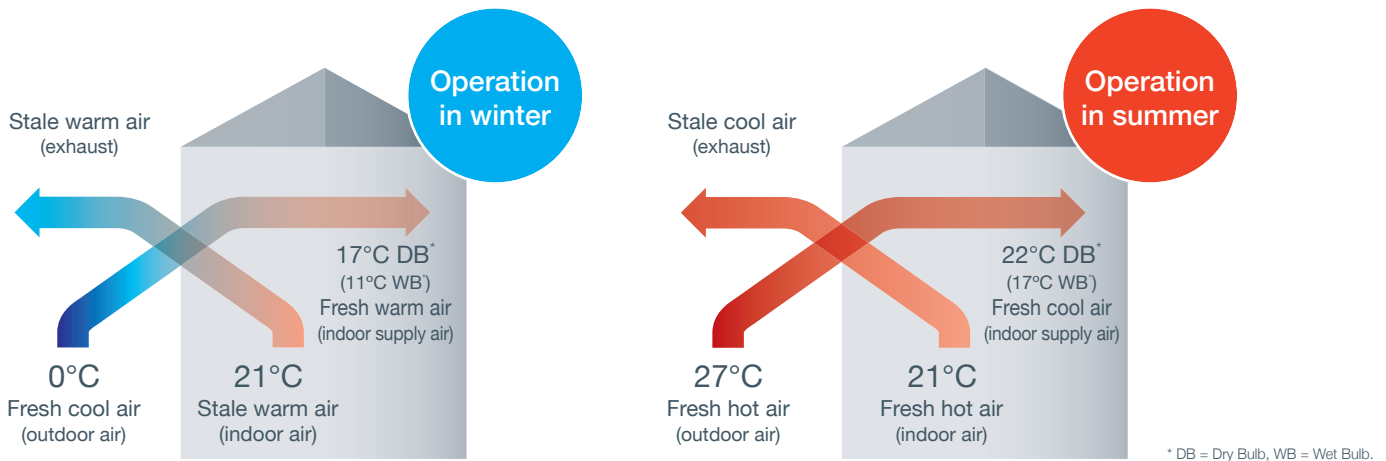 Operation
in winter
Stale warm air
(exhaust)
17°C DB*
(11ºC WB*)
Fresh warm air
(indoor supply air)
0°C
Fresh cool air
(outdoor air)
21°C
Stale warm air
(indoor air)
Operation
in summer
Stale cool air
(exhaust)
22°C DB*
(17°C WB*)
Fresh cool air
(indoor supply air)
27°C
Fresh hot air
(outdoor air)
21°C
Fresh hot air
(indoor air)
* DB = Dry Bulb, WB = Wet Bulb.